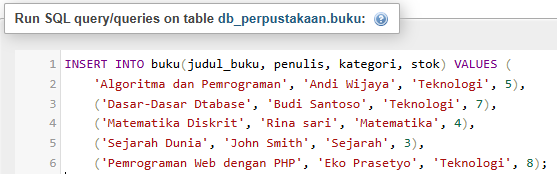 Run SQL query/queries on table db_perpustakaan.buku:
1 INSERT INTO buku(judul_buku, penulis, kategori, stok) VALUES (
2 'Algoritma dan Pemrograman', 'Andi Wijaya', 'Teknologi', 5),
3 ('Dasar-Dasar Dtabase', 'Budi Santoso', 'Teknologi', 7),
4 ('Matematika Diskrit', 'Rina sari', 'Matematika', 4),
5 ('Sejarah Dunia', 'John Smith', 'Sejarah', 3),
6 ('Pemrograman Web dengan PHP', 'Eko Prasetyo', 'Teknologi', 8);